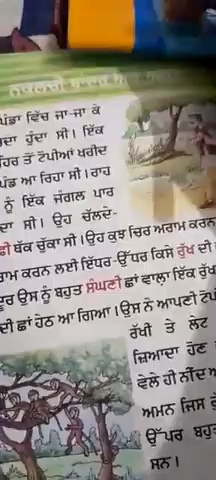 ਪਿੰਡਾਂ ਵਿੱਚ ਜਾ-ਜਾ ਕੇ
ਹੁੰਦਾ ਸੀ। ਇੱਕ
ਤੋਂ ਟੋਪੀਆਂ ਖਰੀਦ
ਆ ਰਿਹਾ ਸੀ। ਰਾਹ
ਨੂੰ ਇੱਕ ਜੰਗਲ ਪਾਰ
ਸੀ। ਉਹ ਚੱਲਦੇ-
ਥੱਕ ਚੁੱਕਾ ਸੀ। ਉਹ ਕੁਝ ਚਿਰ ਅਰਾਮ ਕਰਨਾ
ਕਰਨ ਲਈ ਇੱਧਰ-ਉੱਧਰ ਕਿਸੇ ਰੁੱਖ ਦੀ
ਉਸ ਨੂੰ ਬਹੁਤ ਸੰਘਣੀ ਛਾਂ ਵਾਲ਼ਾ ਇੱਕ ਰੁੱਖ
ਦੀ ਛਾਂ ਹੇਠ ਆ ਗਿਆ। ਉਸ ਨੇ ਆਪਣੀ ਟੋਪੀ
ਰੱਖੀ ਤੇ ਲੇਟ
ਜ਼ਿਆਦਾ ਹੋਣ
ਵੇਲੇ ਹੀ ਨੀਂਦ ਆ
ਅਮਨ ਜਿਸ ਰੁੱ
ਉੱਪਰ ਬਹੁਤ
ਸਨ।